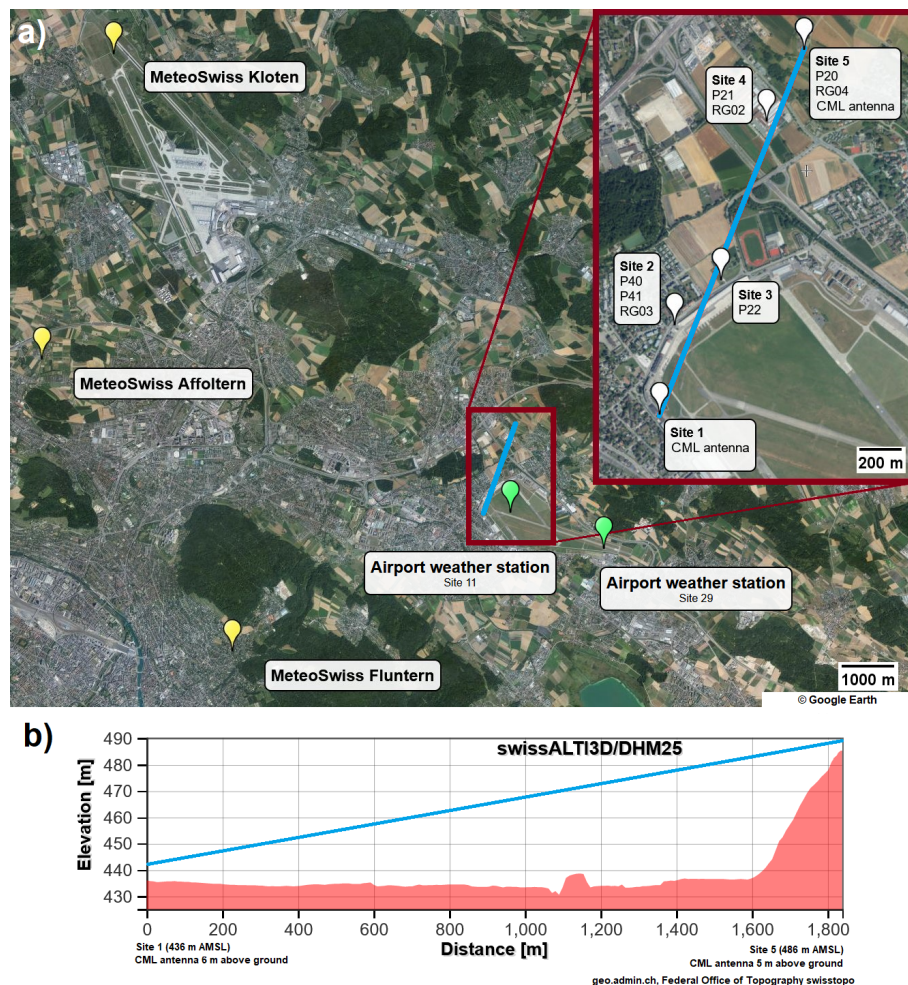 a)
MeteoSwiss Kloten
Site 4
P21
RG02
Site 5
P20
RG04
CML antenna
Site 2
P40
P41
RG03
Site 3
P22
Site 1
CML antenna
200 m
MeteoSwiss Affoltern
Airport weather station
Site 11
Airport weather station
Site 29
MeteoSwiss Fluntern
1000 m
© Google Earth
b)
swissALTI3D/DHM25
Elevation [m]
490
480
470
460
450
440
430
0
200
400
600
800
1,000
1,200
1,400
1,600
1,800
Distance [m]
Site 1 (436 m AMSL)
CML antenna 6 m above ground
Site 5 (486 m AMSL)
CML antenna 5 m above ground
geo.admin.ch, Federal Office of Topography swisstopo